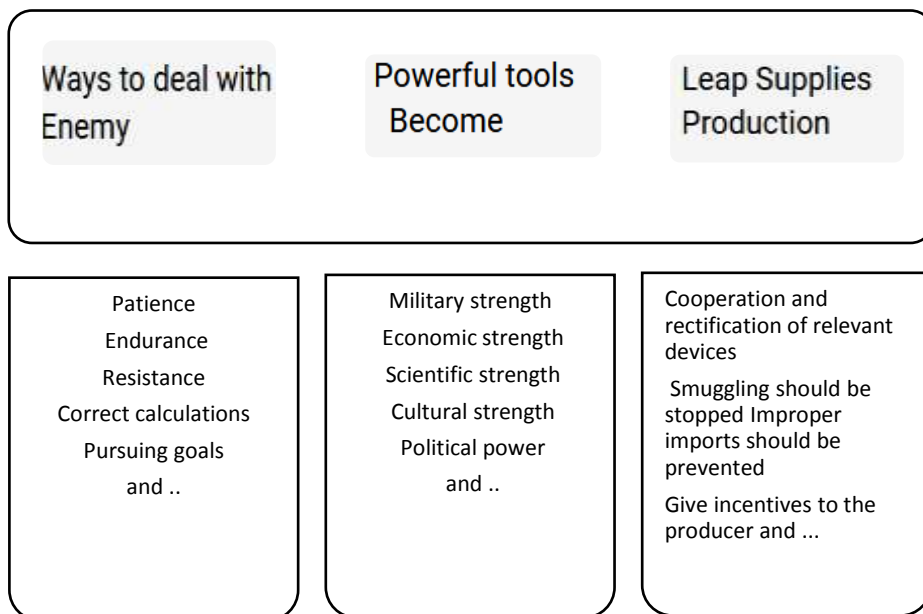 Ways to deal with
Enemy
Powerful tools
Become
Leap Supplies
Production
Patience
Endurance
Resistance
Correct calculations
Pursuing goals
and ..
Military strength
Economic strength
Scientific strength
Cultural strength
Political power
and ..
Cooperation and
rectification of relevant
devices
Smuggling should be
stopped Improper
imports should be
prevented
Give incentives to the
producer and ...